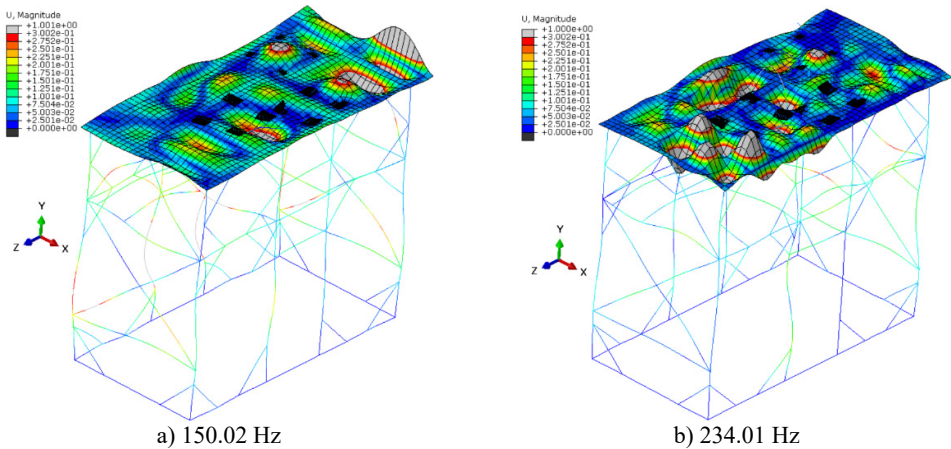 U, Magnitude
+1.001e+00
+3.002e-01
+2.752e-01
+2.501e-01
+2.251e-01
+2.001e-01
+1.751e-01
+1.501e-01
+1.251e-01
+1.001e-01
+7.504e-02
+5.003e-02
+2.501e-02
+0.000e+00
Y
Z
X
a) 150.02 Hz
U, Magnitude
+1.000e+00
+3.002e-01
+2.752e-01
+2.501e-01
+2.251e-01
+2.001e-01
+1.751e-01
+1.501e-01
+1.251e-01
+1.001e-01
+7.504e-02
+5.003e-02
+2.501e-02
+0.000e+00
Y
Z
X
b) 234.01 Hz